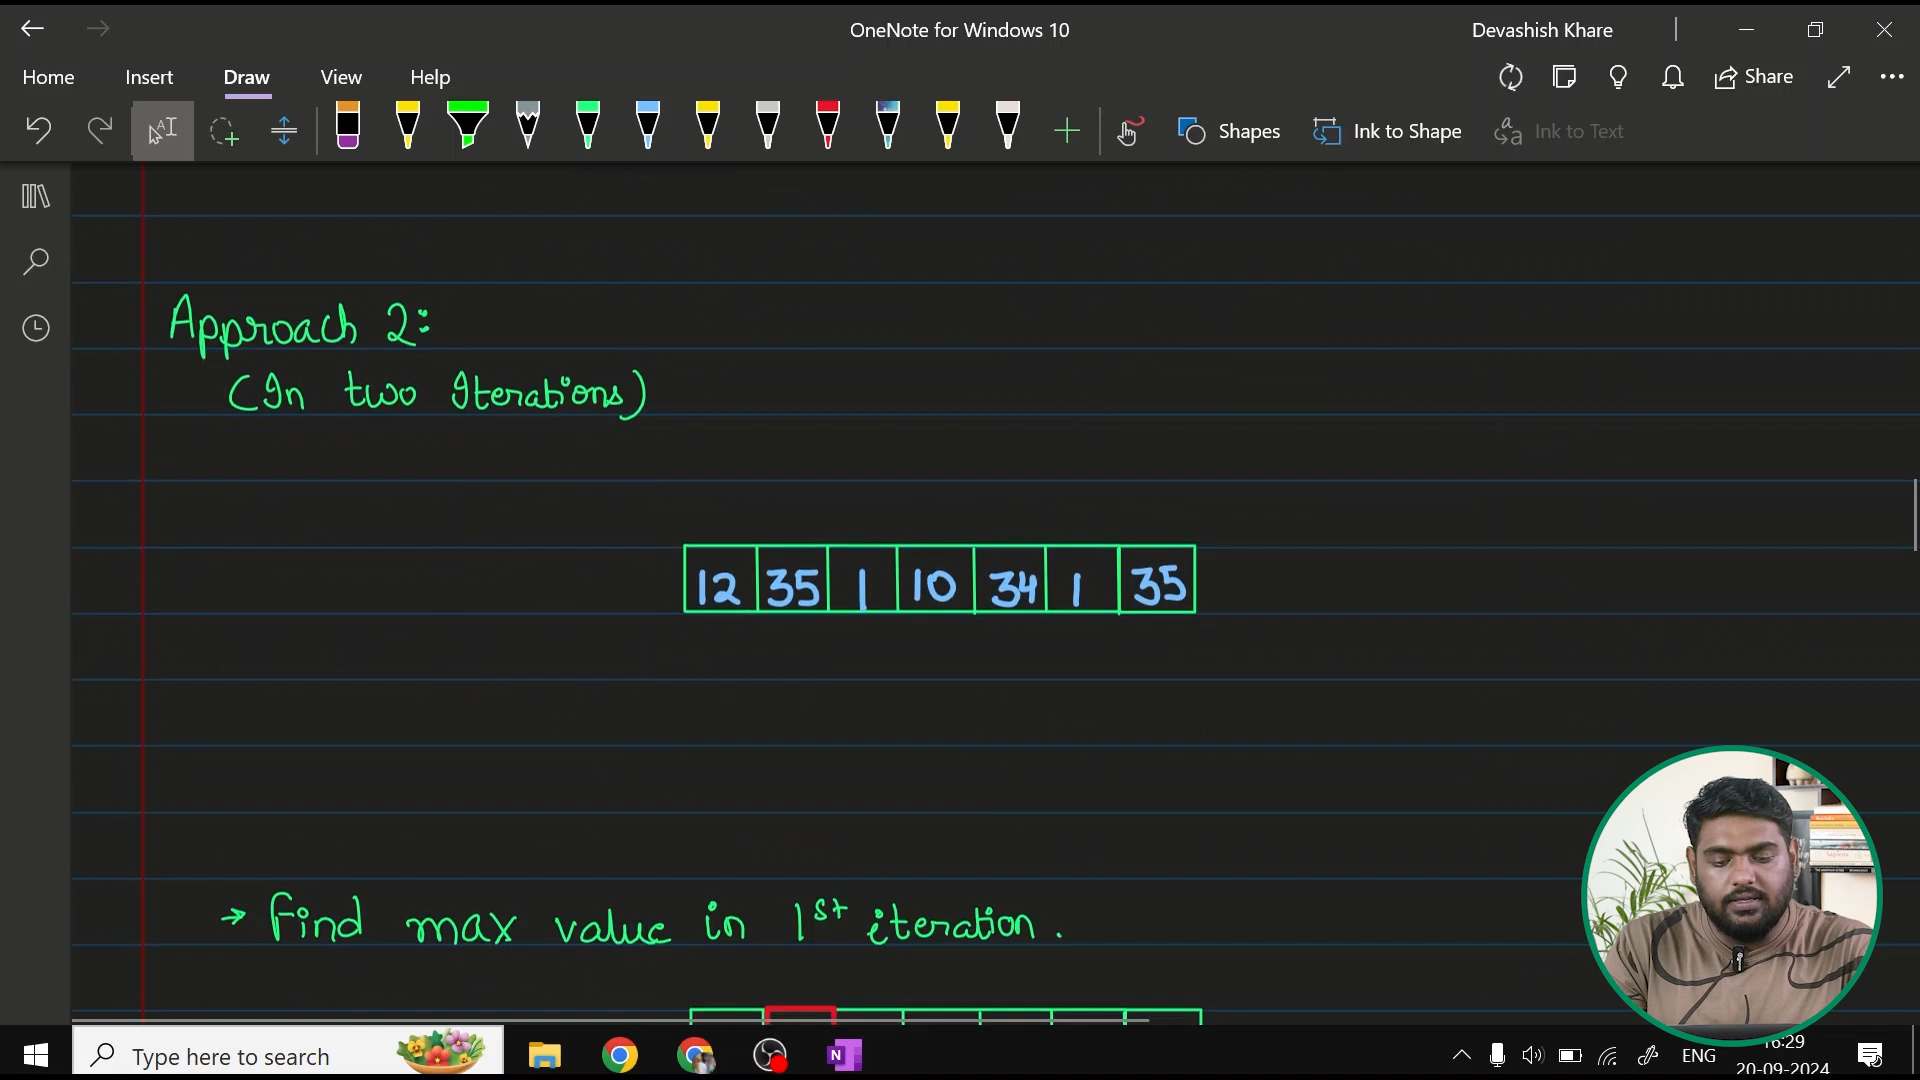 OneNote for Windows 10
Devashish Khare
Home Insert Draw View Help
Share
Shapes Ink to Shape Ink to Text
Approach 2:
(In two Iterations)
12 35 1 10 34 1 35
→ Find max value in 1st iteration.
Type here to search
ENG
16:29
20-09-2024